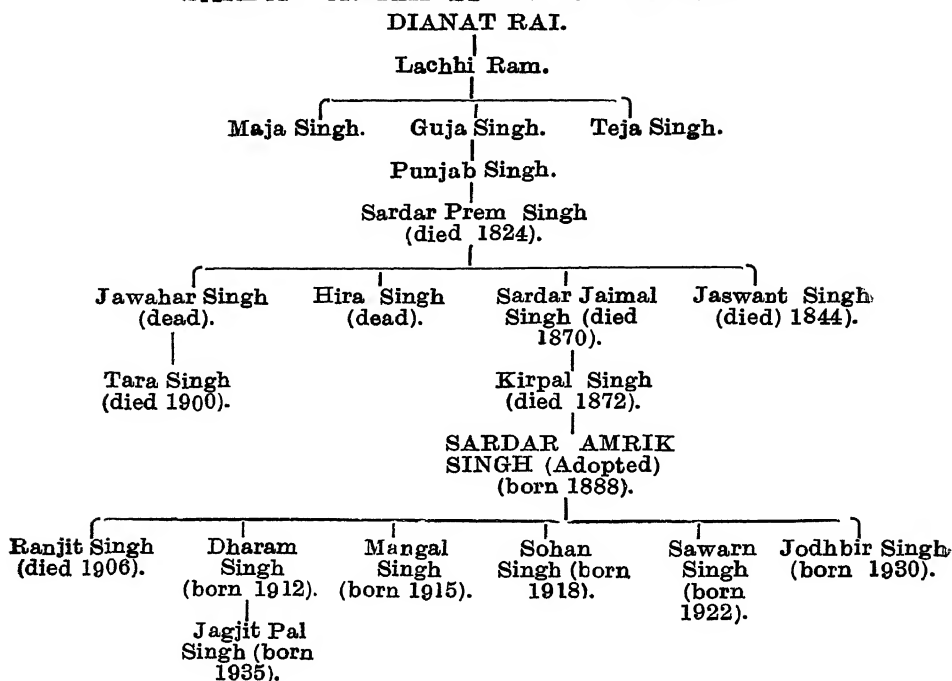 DIANAT RAI.
Lachhi Ram.
Maja Singh. Guja Singh. Teja Singh.
Punjab Singh.
Sardar Prem Singh
(died 1824).
Jawahar Singh
(dead).
Hira Singh
(dead).
Sardar Jaimal
Singh (died
1870).
Jaswant Singh
(died) 1844).
Tara Singh
(died 1900).
Kirpal Singh
(died 1872).
SARDAR AMRIK
SINGH (Adopted)
(born 1888).
Ranjit Singh
(died 1906).
Dharam
Singh
(born 1912).
Mangal
Singh
(born 1915).
Sohan
Singh (born
1918).
Sawarn
Singh
(born
1922).
Jodhbir Singh
(born 1930).
Jagjit Pal
Singh (born
1935).